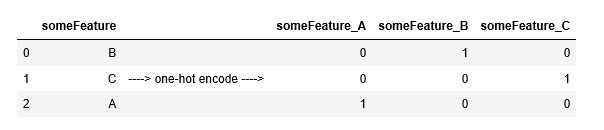 someFeature someFeature_A someFeature_B someFeature_C
0 B 0 1 0
1 C ----> one-hot encode ----> 0 0 1
2 A 1 0 0